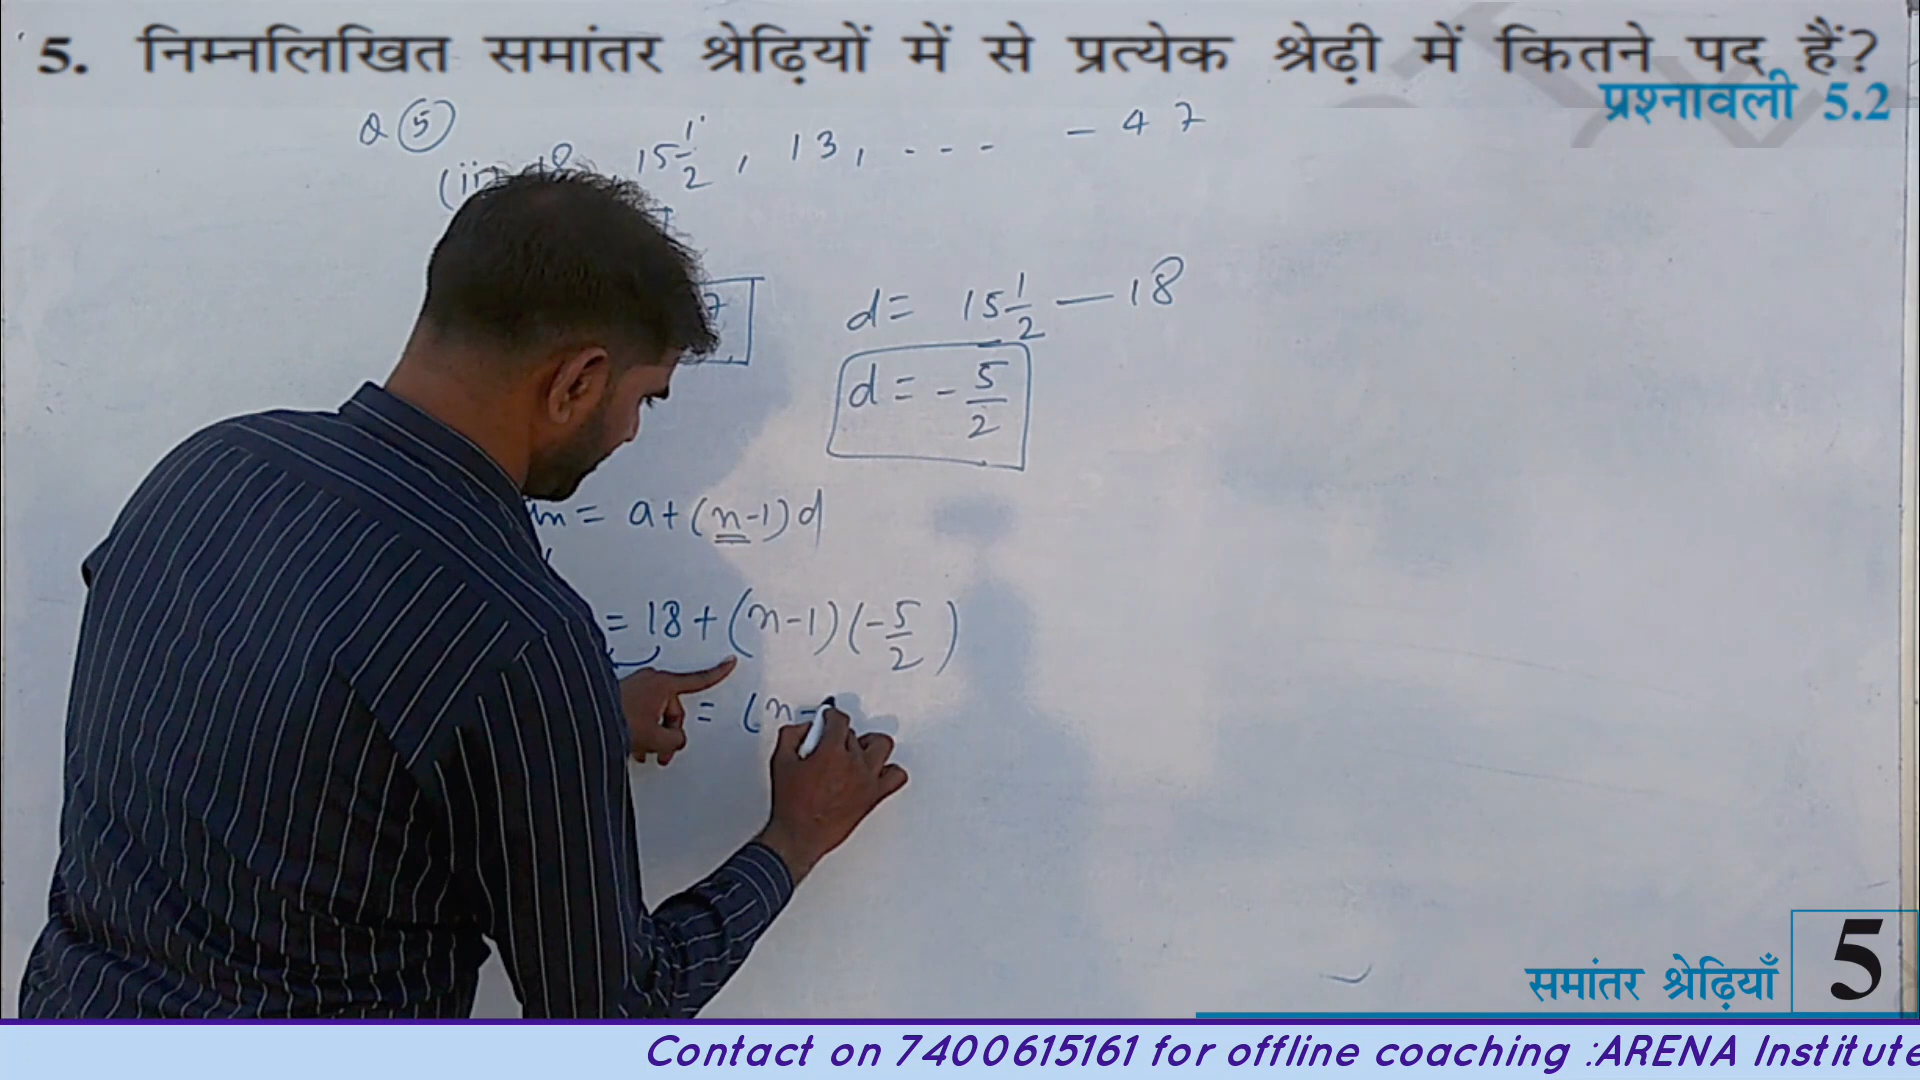 5. निम्नलिखित समांतर श्रेढ़ियों में से प्रत्येक श्रेढ़ी में कितने पद हैं?
प्रश्नावली 5.2
Q 5
(ii) 18, 15 1/2, 13, --- - 47
d = 15 1/2 - 18
d = - 5/2
= a + (n-1) d
= 18 + (n-1) (- 5/2)
= (n-
समांतर श्रेढ़ियाँ 5
Contact on 7400615161 for offline coaching :ARENA Institute